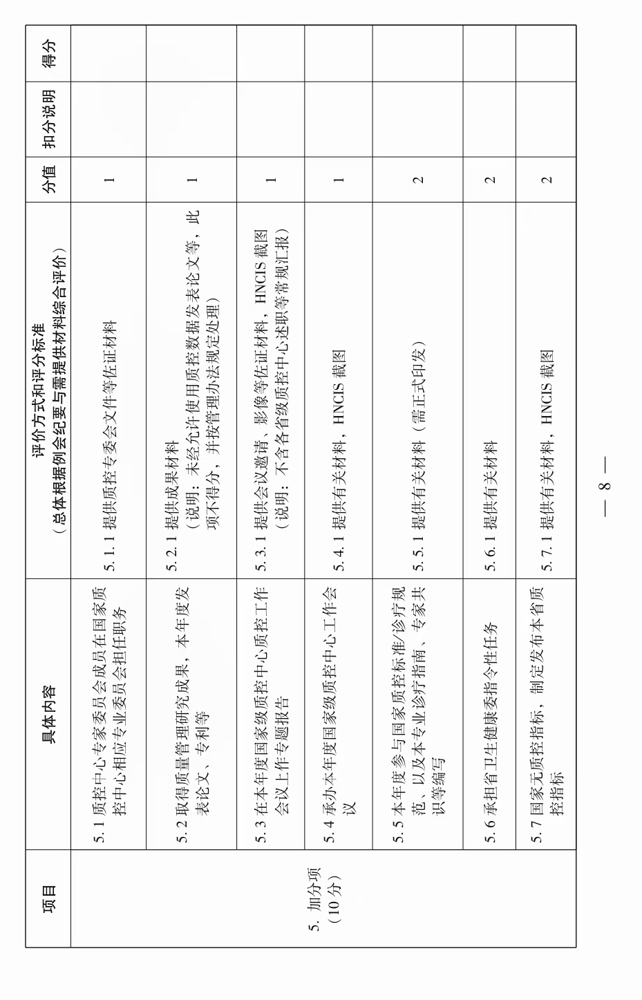 项目
具体内容
评价方式和评分标准
（总体根据例会纪要与需提供材料综合评价）
分值
扣分说明
得分
5. 加分项
（10 分）
5. 1 质控中心专家委员会成员在国家质
控中心相应专业委员会担任职务
5. 1. 1 提供质控专委会文件等佐证材料
1
5. 2 取得质量管理研究成果，本年度发
表论文、专利等
5. 2. 1 提供成果材料
（说明：未经允许使用质控数据发表论文等，此
项不得分，并按管理办法规定处理）
1
5. 3 在本年度国家级质控中心质控工作
会议上作专题报告
5. 3. 1 提供会议邀请、影像等佐证材料，HNCIS 截图
（说明：不含各省级质控中心述职等常规汇报）
1
5. 4 承办本年度国家级质控中心工作会
议
5. 4. 1 提供有关材料，HNCIS 截图
1
5. 5 本年度参与国家质控标准/诊疗规
范、以及本专业诊疗指南、专家共
识等编写
5. 5. 1 提供有关材料（需正式印发）
2
5. 6 承担省卫生健康委指令性任务
5. 6. 1 提供有关材料
2
5. 7 国家无质控指标，制定发布本省质
控指标
5. 7. 1 提供有关材料，HNCIS 截图
2
— 8 —